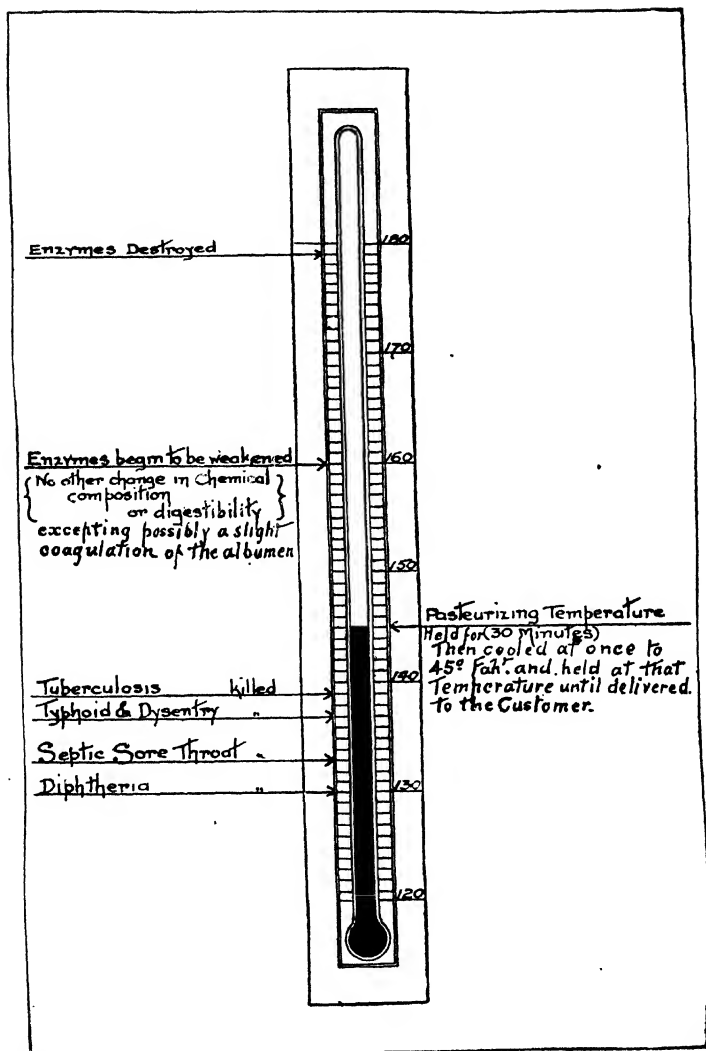 180
Enzymes Destroyed
170
Enzymes begin to be weakened
160
{ No other change in Chemical
composition
or digestibility }
excepting possibly a slight
coagulation of the albumen
150
Pasteurizing Temperature
Held for (30 Minutes)
Then cooled at once to
45° Faht. and held at that
Temperature until delivered
to the Customer.
140
Tuberculosis killed
Typhoid & Dysentry "
Septic Sore Throat "
Diphtheria "
130
120